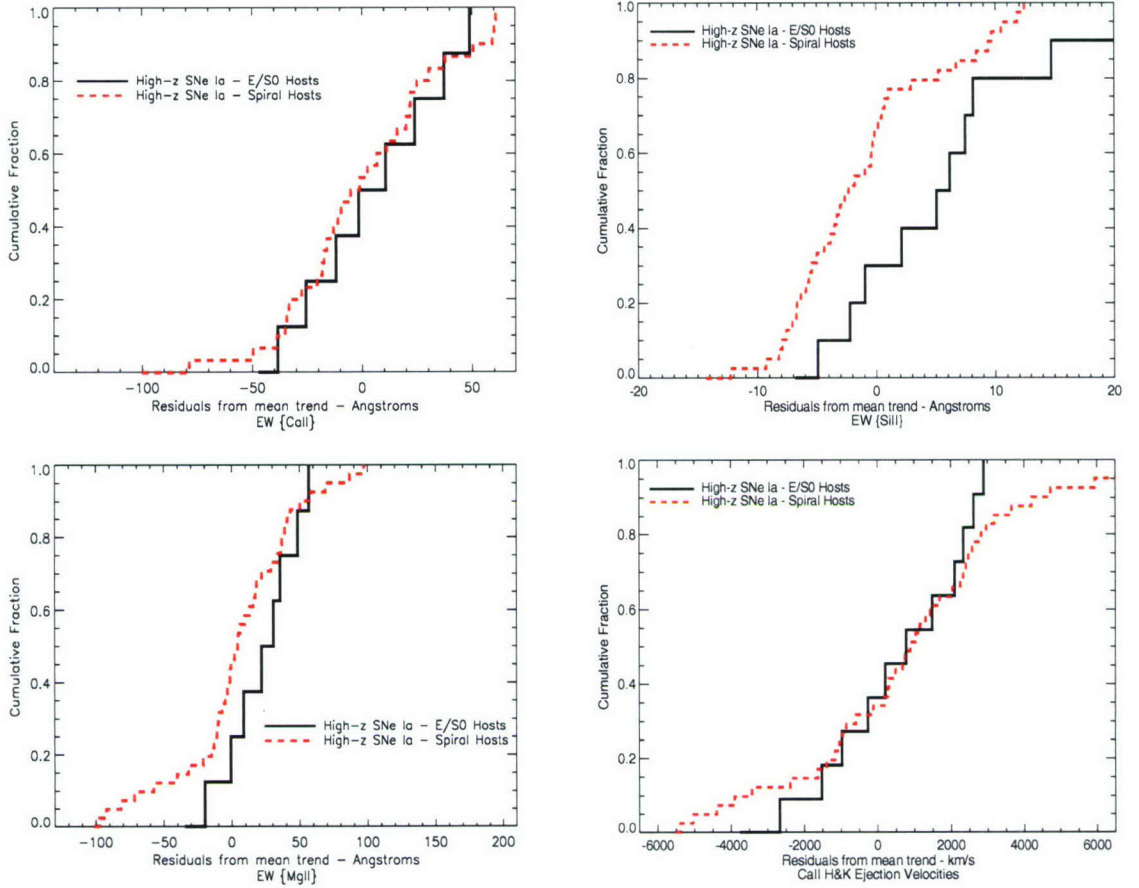 1.0
0.8
0.6
0.4
0.2
0.0
Cumulative Fraction
High-z SNe Ia - E/S0 Hosts
High-z SNe Ia - Spiral Hosts
-100 -50 0 50
Residuals from mean trend - Angstroms
EW {CaII}
1.0
0.8
0.6
0.4
0.2
0.0
Cumulative Fraction
High-z SNe Ia - E/S0 Hosts
High-z SNe Ia - Spiral Hosts
-20 -10 0 10 20
Residuals from mean trend - Angstroms
EW {SiII}
1.0
0.8
0.6
0.4
0.2
0.0
Cumulative Fraction
High-z SNe Ia - E/S0 Hosts
High-z SNe Ia - Spiral Hosts
-100 -50 0 50 100 150 200
Residuals from mean trend - Angstroms
EW {MgII}
1.0
0.8
0.6
0.4
0.2
0.0
Cumulative Fraction
High-z SNe Ia - E/S0 Hosts
High-z SNe Ia - Spiral Hosts
-6000 -4000 -2000 0 2000 4000 6000
Residuals from mean trend - km/s
CaII H&K Ejection Velocities